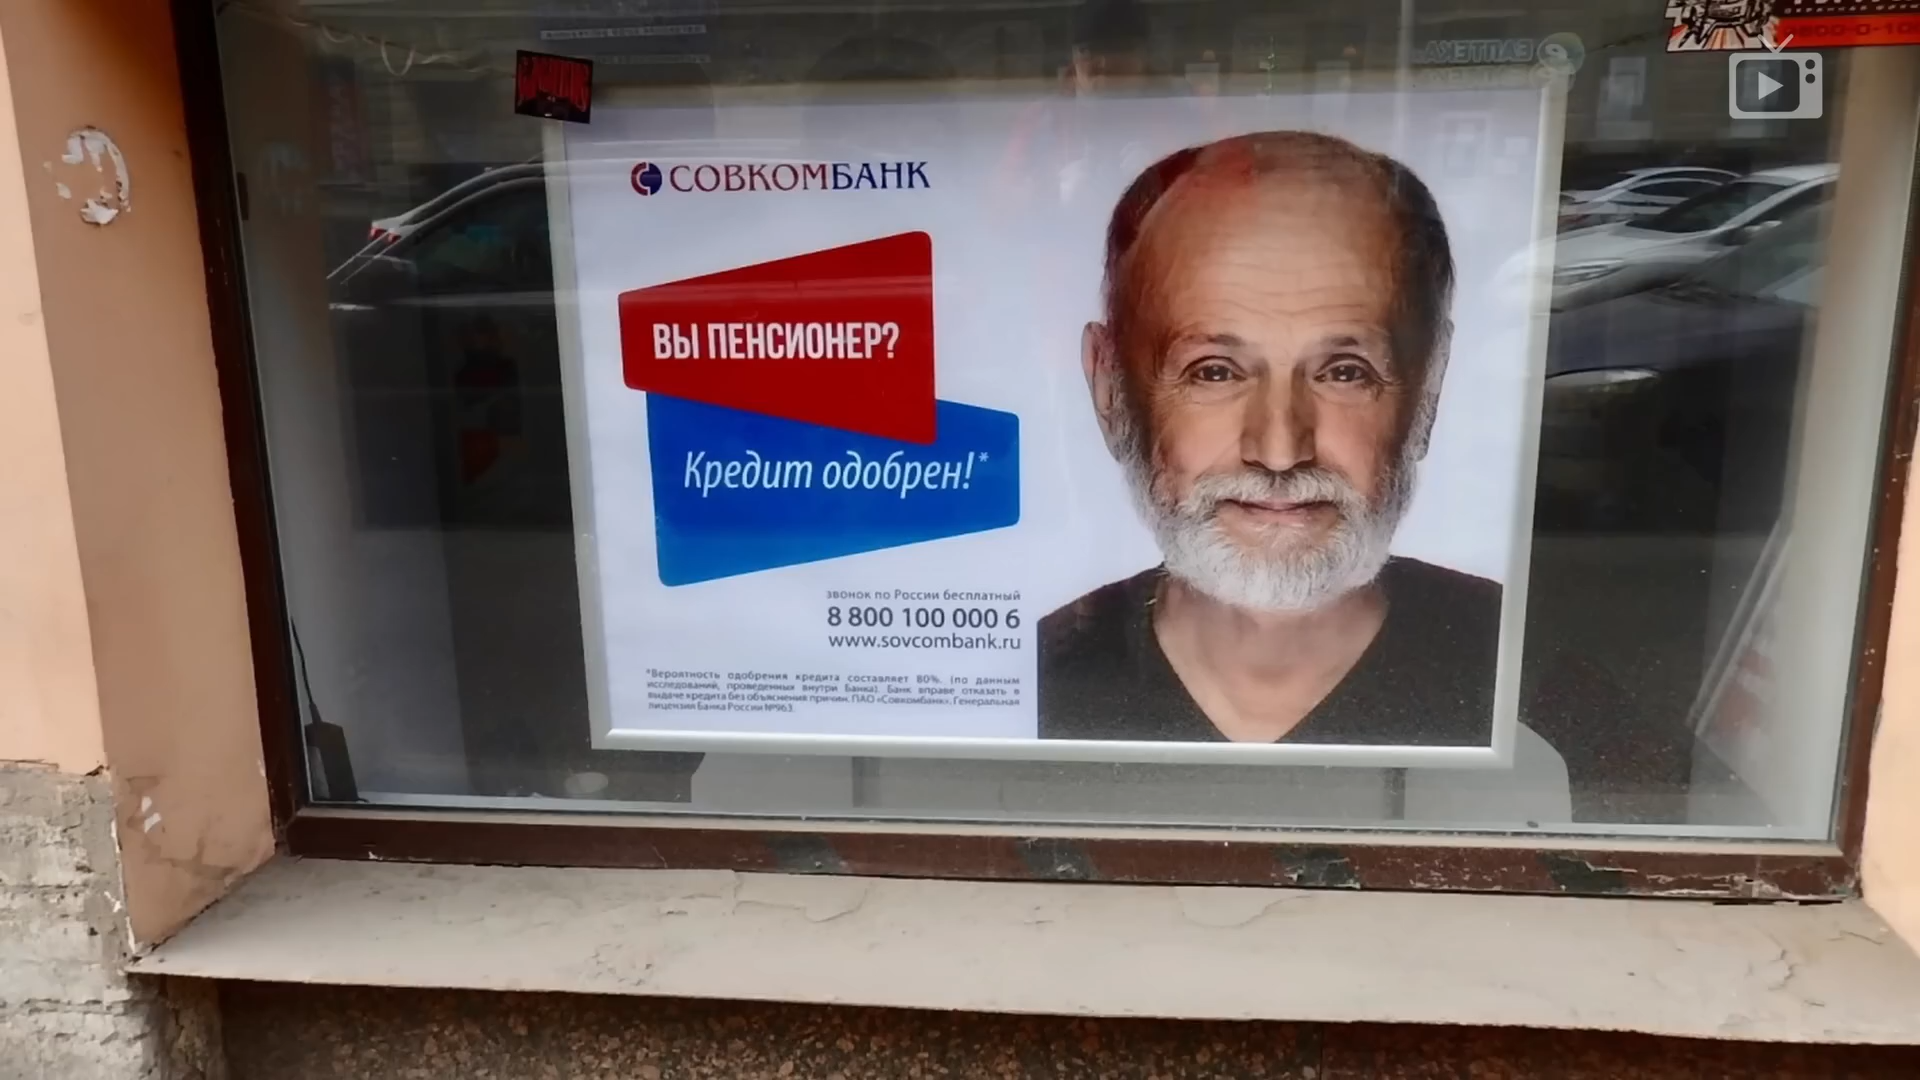 СОВКОМБАНК
ВЫ ПЕНСИОНЕР?
Кредит одобрен!*
звонок по России бесплатный
8 800 100 000 6
www.sovcombank.ru
*Вероятность одобрения кредита составляет 80%. (по данным
исследований, проведенных внутри Банка). Банк вправе отказать в
выдаче кредита без объяснения причин. ПАО «Совкомбанк». Генеральная
лицензия Банка России №963.